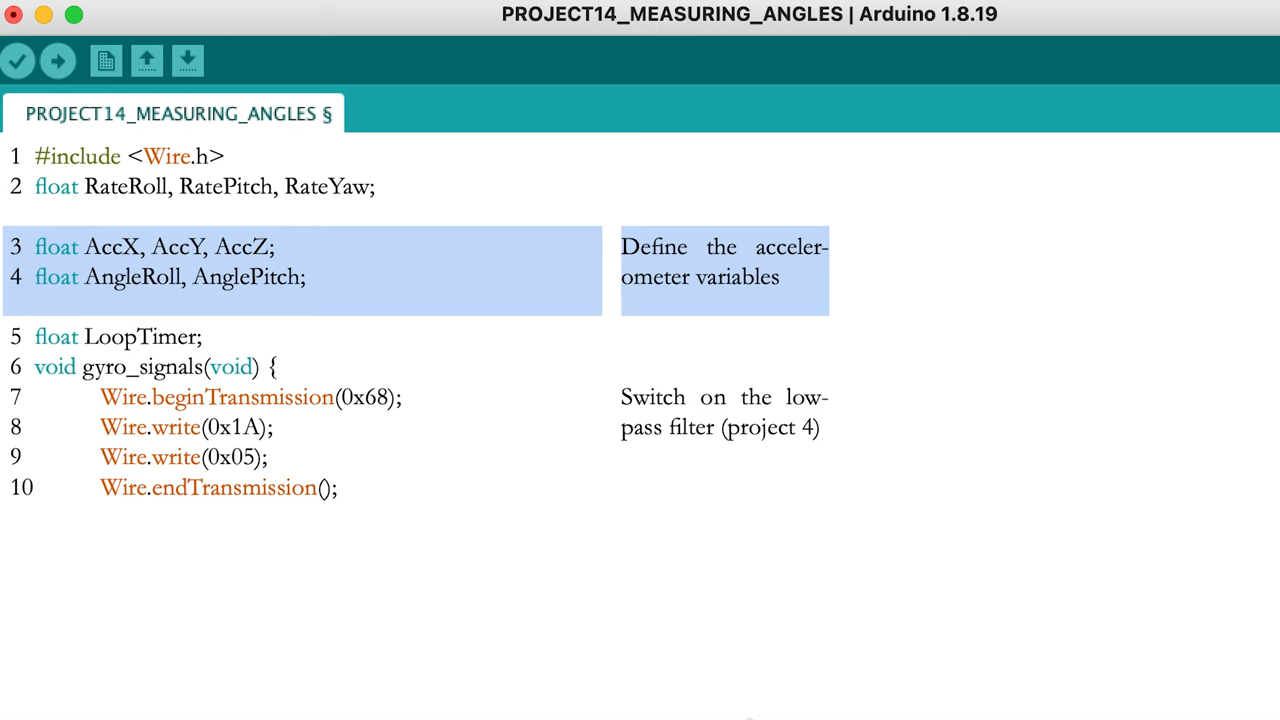 PROJECT14_MEASURING_ANGLES | Arduino 1.8.19
PROJECT14_MEASURING_ANGLES §
1 #include <Wire.h>
2 float RateRoll, RatePitch, RateYaw;
3 float AccX, AccY, AccZ;
4 float AngleRoll, AnglePitch;
Define the acceler-
ometer variables
5 float LoopTimer;
6 void gyro_signals(void) {
7 Wire.beginTransmission(0x68);
8 Wire.write(0x1A);
9 Wire.write(0x05);
10 Wire.endTransmission();
Switch on the low-
pass filter (project 4)